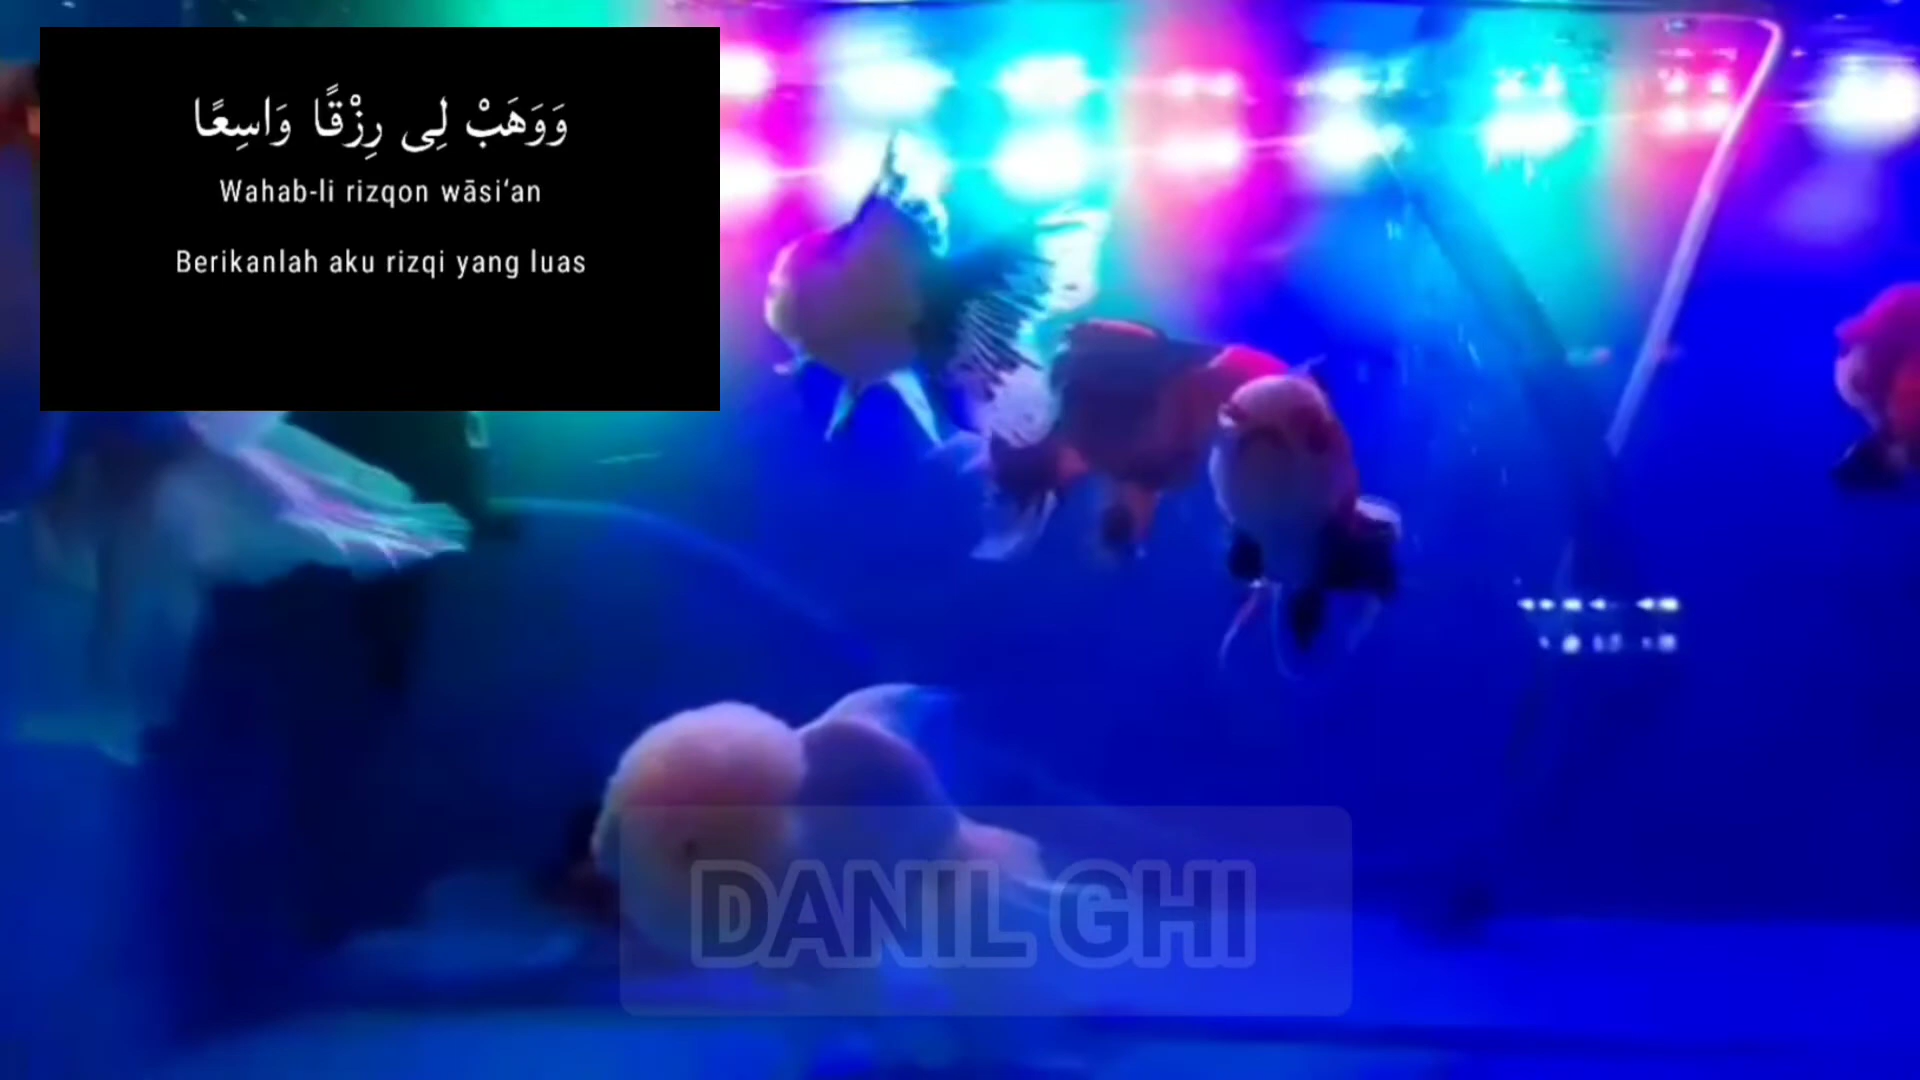 وَوَهَبْ لِى رِزْقًا وَاسِعًا
Wahab-li rizqon wāsi‘an
Berikanlah aku rizqi yang luas
DANIL GHI